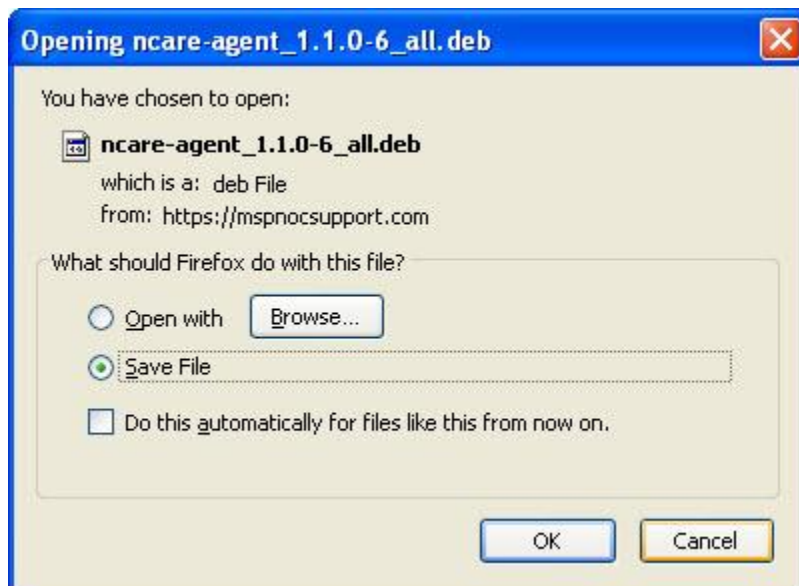 Opening ncare-agent_1.1.0-6_all.deb
You have chosen to open:
ncare-agent_1.1.0-6_all.deb
which is a: deb File
from: https://mspnocsupport.com
What should Firefox do with this file?
Open with Browse...
Save File
Do this automatically for files like this from now on.
OK Cancel